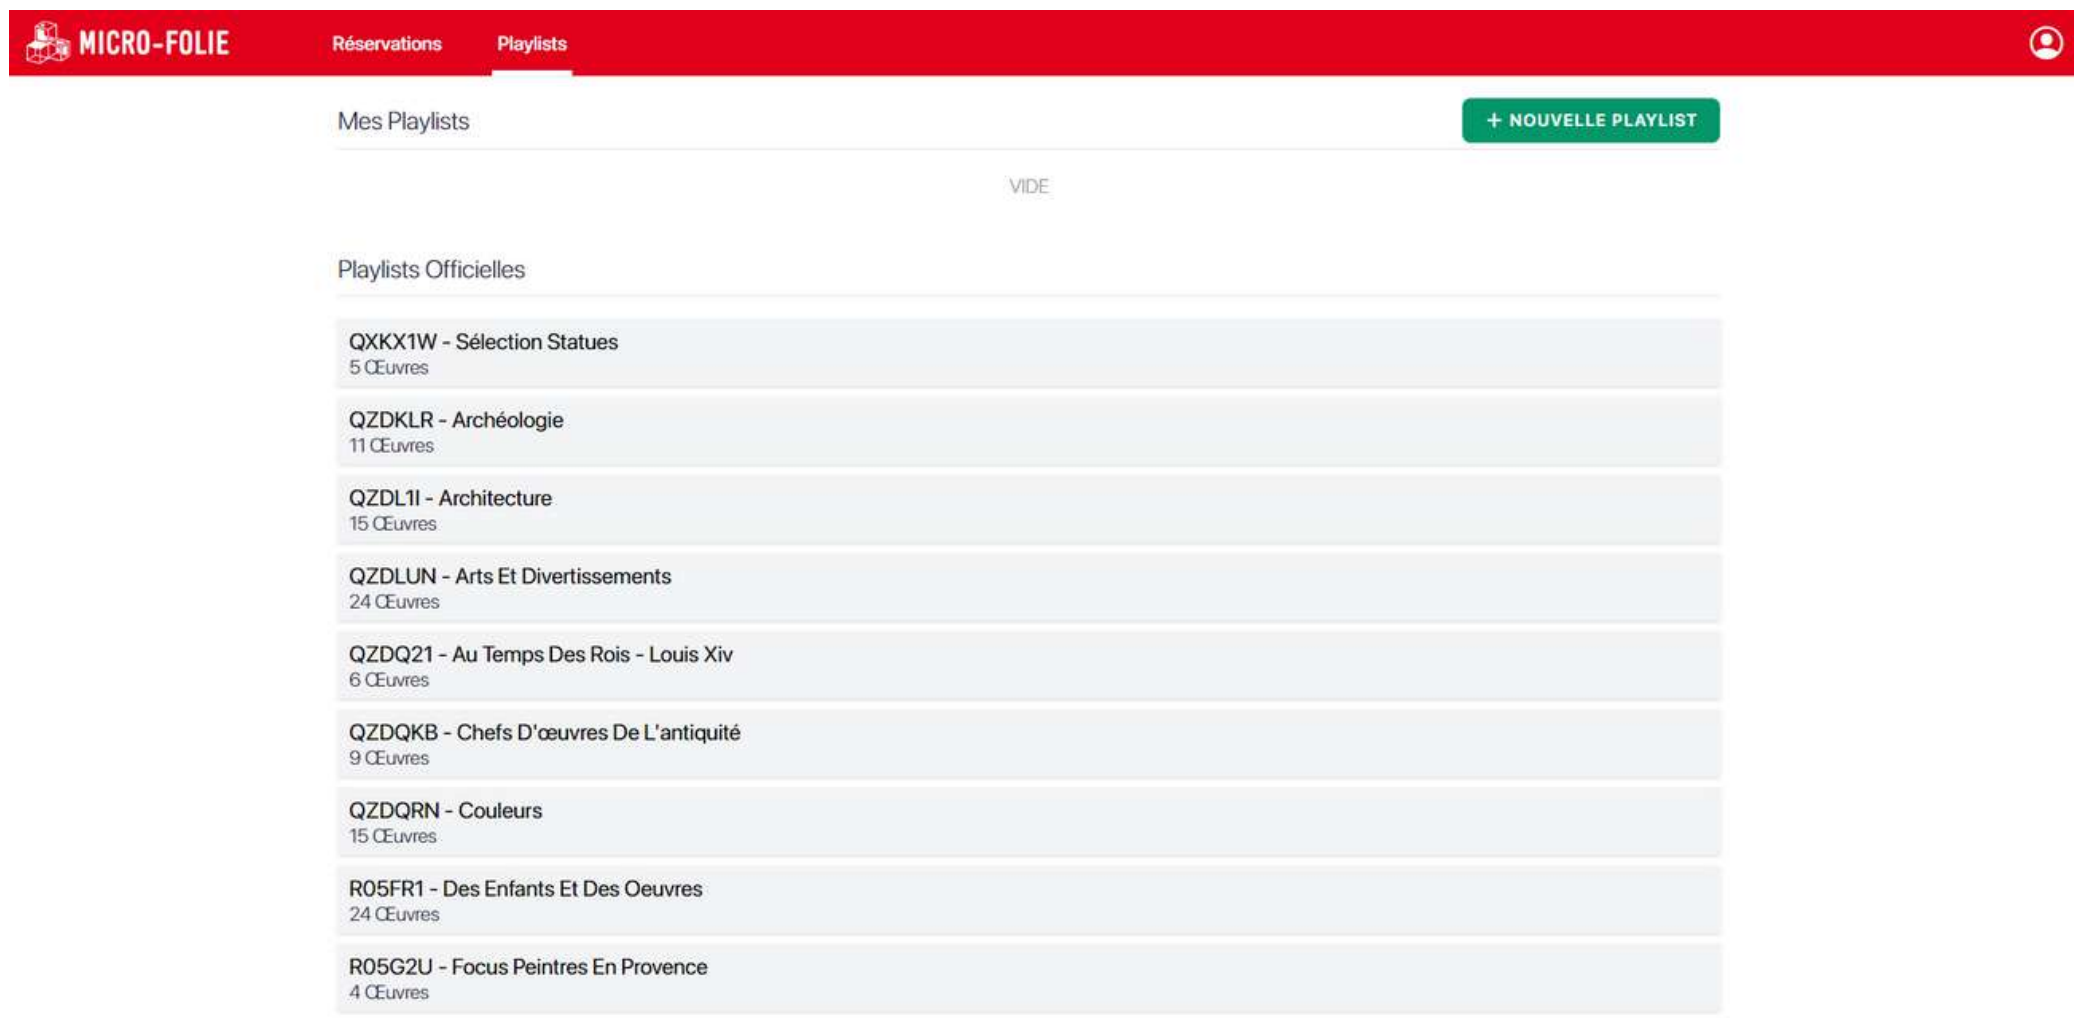 MICRO-FOLIE
Réservations
Playlists
Mes Playlists
+ NOUVELLE PLAYLIST
VIDE
Playlists Officielles
QXKX1W - Sélection Statues
5 Œuvres
QZDKLR - Archéologie
11 Œuvres
QZDL1I - Architecture
15 Œuvres
QZDLUN - Arts Et Divertissements
24 Œuvres
QZDQ21 - Au Temps Des Rois - Louis Xiv
6 Œuvres
QZDQKB - Chefs D'œuvres De L'antiquité
9 Œuvres
QZDQRN - Couleurs
15 Œuvres
R05FR1 - Des Enfants Et Des Oeuvres
24 Œuvres
R05G2U - Focus Peintres En Provence
4 Œuvres